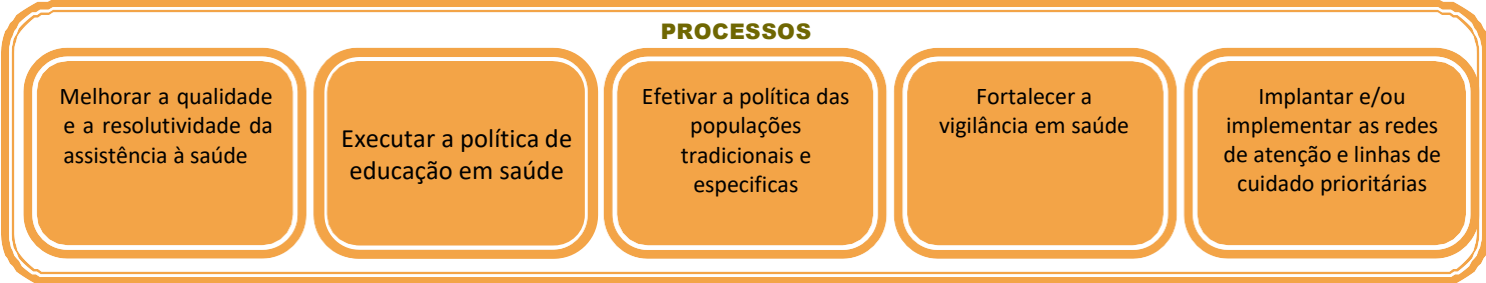 PROCESSOS
Melhorar a qualidade
e a resolutividade da
assistência à saúde
Executar a política de
educação em saúde
Efetivar a política das
populações
tradicionais e
especificas
Fortalecer a
vigilância em saúde
Implantar e/ou
implementar as redes
de atenção e linhas de
cuidado prioritárias